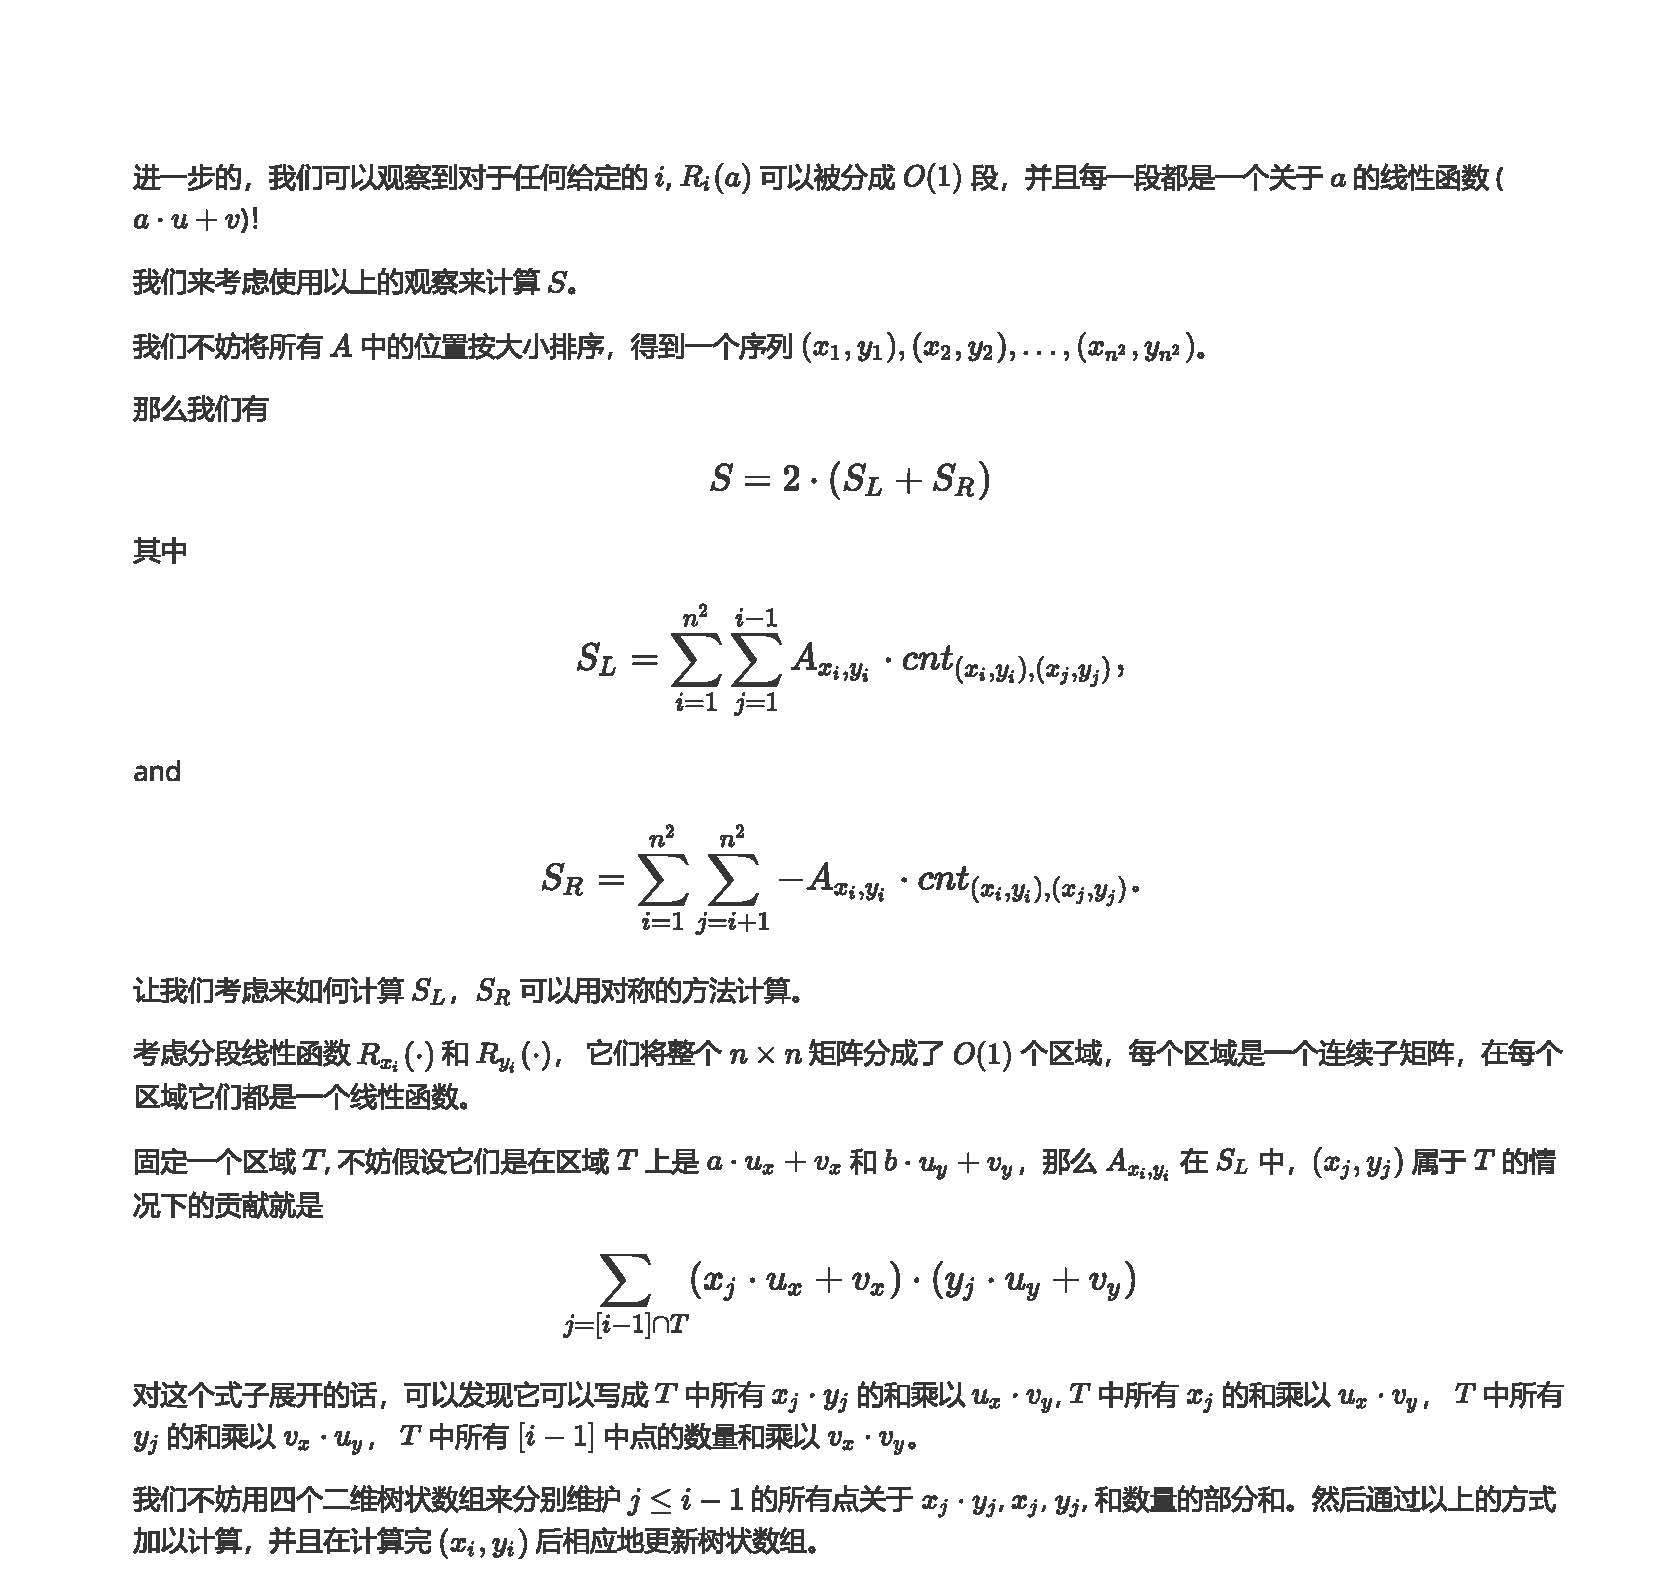 进一步的，我们可以观察到对于任何给定的 $i$, $R_i(a)$ 可以被分成 $O(1)$ 段，并且每一段都是一个关于 $a$ 的线性函数 (
$a \cdot u + v$)!
我们来考虑使用以上的观察来计算 $S$。
我们不妨将所有 $A$ 中的位置按大小排序，得到一个序列 $(x_1, y_1), (x_2, y_2), \ldots, (x_{n^2}, y_{n^2})$。
那么我们有
$S = 2 \cdot (S_L + S_R)$
其中
$S_L = \sum_{i=1}^{n^2} \sum_{j=1}^{i-1} A_{x_i,y_i} \cdot cnt_{(x_i,y_i),(x_j,y_j)},$
and
$S_R = \sum_{i=1}^{n^2} \sum_{j=i+1}^{n^2} -A_{x_i,y_i} \cdot cnt_{(x_i,y_i),(x_j,y_j)}.$
让我们考虑来如何计算 $S_L$，$S_R$ 可以用对称的方法计算。
考虑分段线性函数 $R_{x_i}(\cdot)$ 和 $R_{y_i}(\cdot)$， 它们将整个 $n \times n$ 矩阵分成了 $O(1)$ 个区域，每个区域是一个连续子矩阵，在每个
区域它们都是一个线性函数。
固定一个区域 $T$, 不妨假设它们是在区域 $T$ 上是 $a \cdot u_x + v_x$ 和 $b \cdot u_y + v_y$，那么 $A_{x_i,y_i}$ 在 $S_L$ 中，$(x_j, y_j)$ 属于 $T$ 的情
况下的贡献就是
$\sum_{j=[i-1] \cap T} (x_j \cdot u_x + v_x) \cdot (y_j \cdot u_y + v_y)$
对这个式子展开的话，可以发现它可以写成 $T$ 中所有 $x_j \cdot y_j$ 的和乘以 $u_x \cdot v_y$, $T$ 中所有 $x_j$ 的和乘以 $u_x \cdot v_y$， $T$ 中所有
$y_j$ 的和乘以 $v_x \cdot u_y$， $T$ 中所有 $[i-1]$ 中点的数量和乘以 $v_x \cdot v_y$。
我们不妨用四个二维树状数组来分别维护 $j \leq i-1$ 的所有点关于 $x_j \cdot y_j$, $x_j$, $y_j$, 和数量的部分和。然后通过以上的方式
加以计算，并且在计算完 $(x_i, y_i)$ 后相应地更新树状数组。